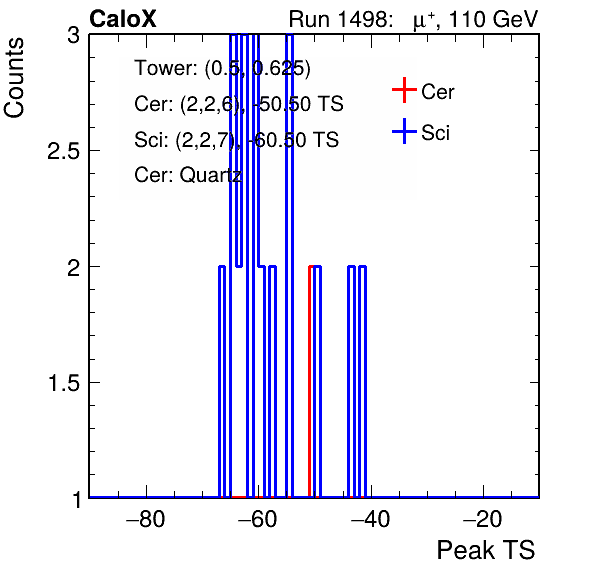 CaloX Run 1498: μ⁺, 110 GeV
Counts
3
2.5
2
1.5
1
Tower: (0.5, 0.625)
Cer: (2,2,6), -50.50 TS
Sci: (2,2,7), -60.50 TS
Cer: Quartz
Cer
Sci
−80 −60 −40 −20
Peak TS